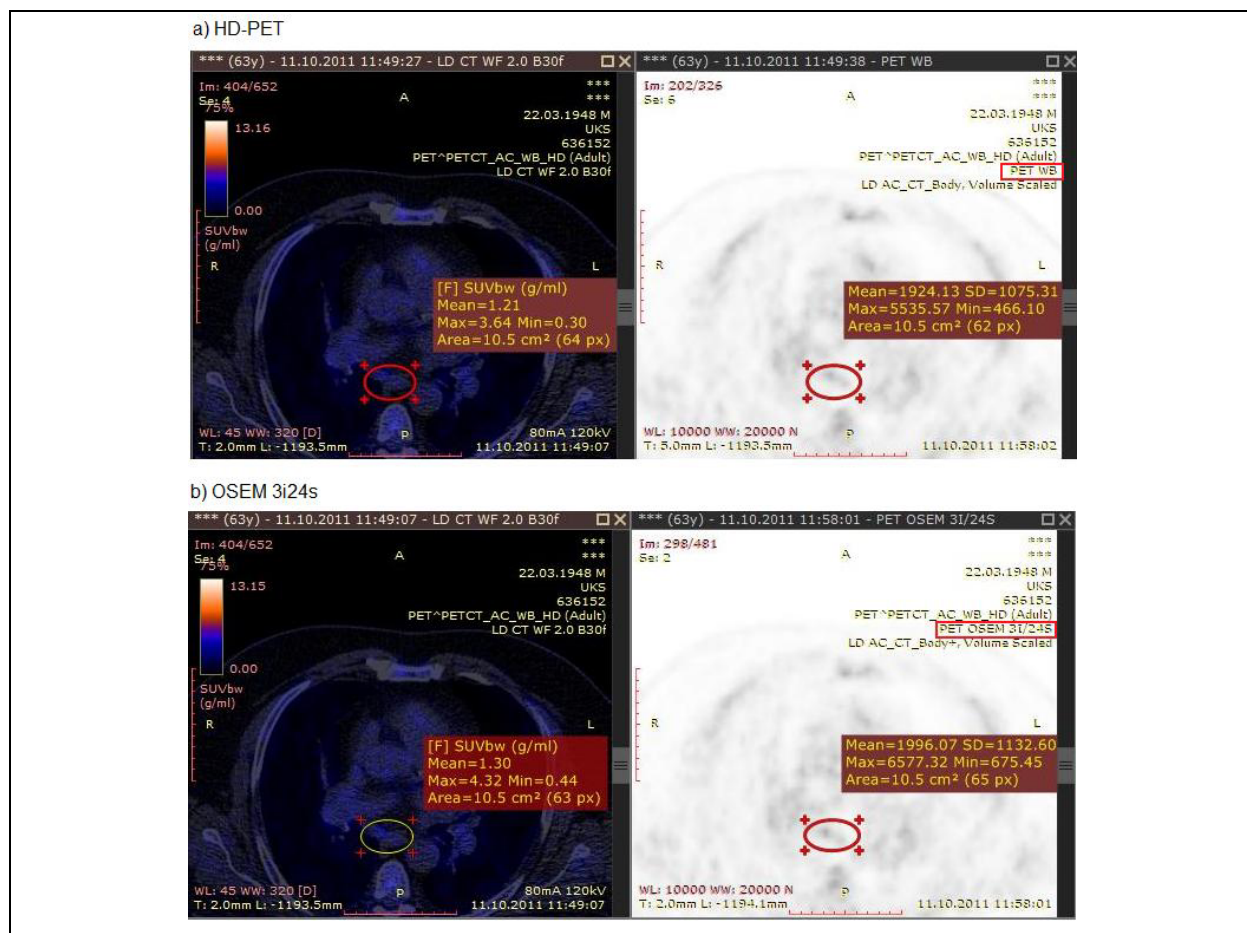 a) HD-PET
*** (63y) - 11.10.2011 11:49:27 - LD CT WF 2.0 B30f
Im: 404/652
Se: 4
75%
13.16
0.00
SUVbw
(g/ml)
A
***
***
22.03.1948 M
UKS
636152
PET^PETCT_AC_WB_HD (Adult)
LD CT WF 2.0 B30f
R
L
[F] SUVbw (g/ml)
Mean=1.21
Max=3.64 Min=0.30
Area=10.5 cm² (64 px)
WL: 45 WW: 320 [D]
T: 2.0mm L: -1193.5mm
P
80mA 120kV
11.10.2011 11:49:07
*** (63y) - 11.10.2011 11:49:38 - PET WB
Im: 202/326
Se: 6
A
***
***
22.03.1948 M
UKS
636152
PET^PETCT_AC_WB_HD (Adult)
PET WB
LD AC_CT_Body, Volume Scaled
R
L
Mean=1924.13 SD=1075.31
Max=5535.57 Min=466.10
Area=10.5 cm² (62 px)
WL: 10000 WW: 20000 N
T: 5.0mm L: -1193.5mm
P
11.10.2011 11:58:02
b) OSEM 3i24s
*** (63y) - 11.10.2011 11:49:07 - LD CT WF 2.0 B30f
Im: 404/652
Se: 4
75%
13.15
0.00
SUVbw
(g/ml)
A
***
***
22.03.1948 M
UKS
636152
PET^PETCT_AC_WB_HD (Adult)
LD CT WF 2.0 B30f
R
L
[F] SUVbw (g/ml)
Mean=1.30
Max=4.32 Min=0.44
Area=10.5 cm² (63 px)
WL: 45 WW: 320 [D]
T: 2.0mm L: -1193.5mm
P
80mA 120kV
11.10.2011 11:49:07
*** (63y) - 11.10.2011 11:58:01 - PET OSEM 3I/24S
Im: 298/481
Se: 2
A
***
***
22.03.1948 M
UKS
636152
PET^PETCT_AC_WB_HD (Adult)
PET OSEM 3I/24S
LD AC_CT_Body+, Volume Scaled
R
L
Mean=1996.07 SD=1132.60
Max=6577.32 Min=675.45
Area=10.5 cm² (65 px)
WL: 10000 WW: 20000 N
T: 2.0mm L: -1194.1mm
P
11.10.2011 11:58:01